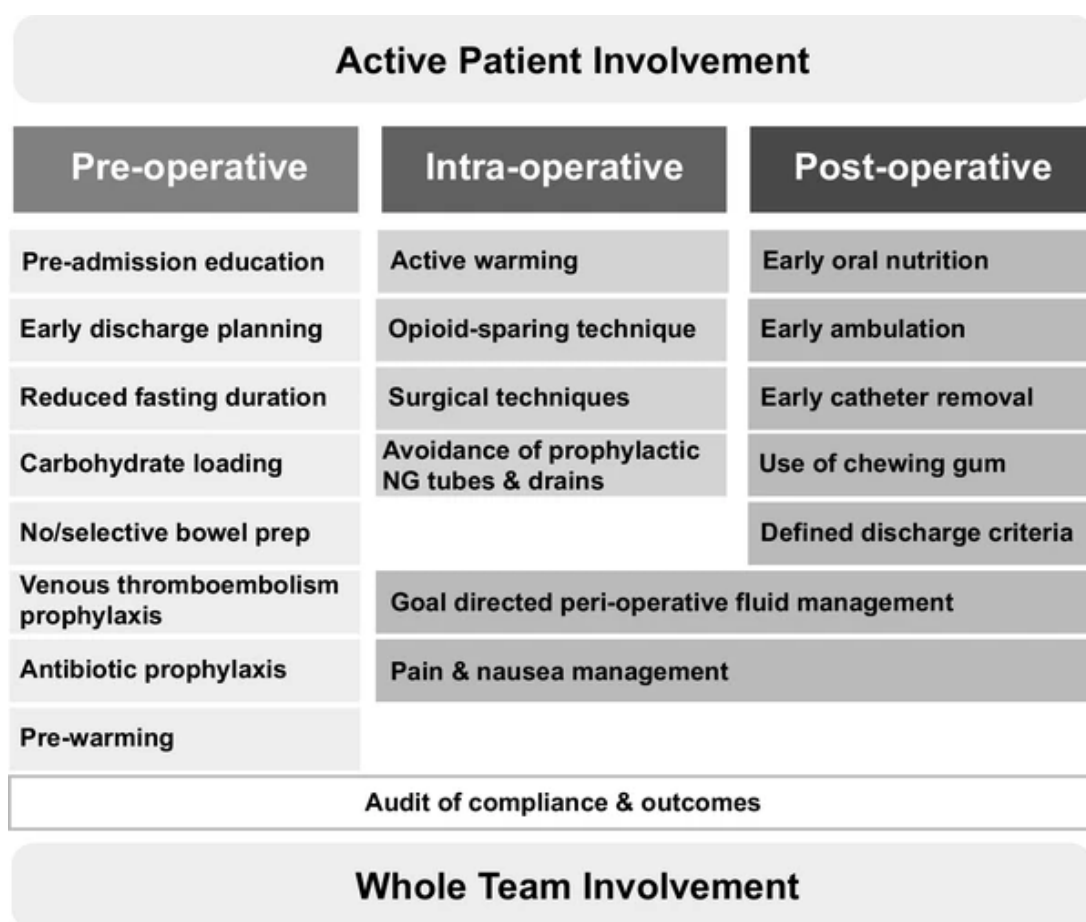 Active Patient Involvement
Pre-operative
Intra-operative
Post-operative
Pre-admission education
Early discharge planning
Reduced fasting duration
Carbohydrate loading
No/selective bowel prep
Venous thromboembolism
prophylaxis
Antibiotic prophylaxis
Pre-warming
Active warming
Opioid-sparing technique
Surgical techniques
Avoidance of prophylactic
NG tubes & drains
Early oral nutrition
Early ambulation
Early catheter removal
Use of chewing gum
Defined discharge criteria
Goal directed peri-operative fluid management
Pain & nausea management
Audit of compliance & outcomes
Whole Team Involvement